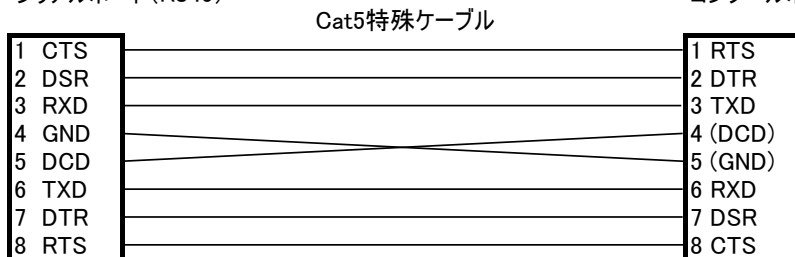 Cat5特殊ケーブル
1 CTS
2 DSR
3 RXD
4 GND
5 DCD
6 TXD
7 DTR
8 RTS
1 RTS
2 DTR
3 TXD
4 (DCD)
5 (GND)
6 RXD
7 DSR
8 CTS